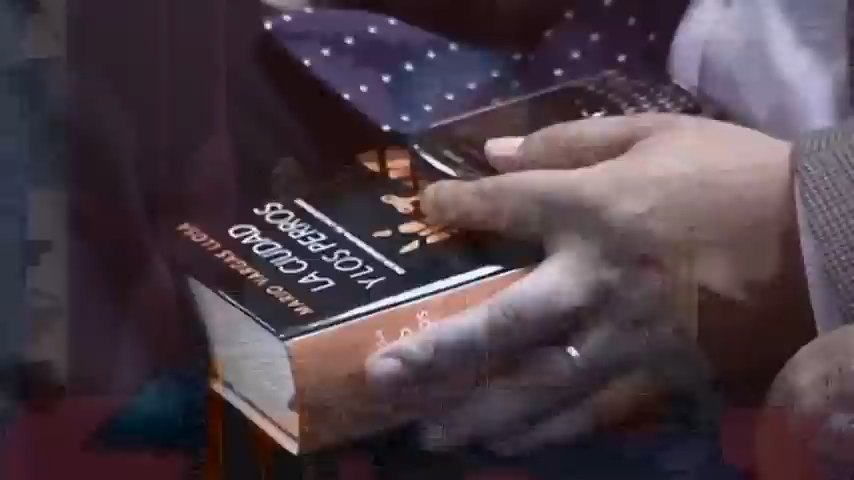 MARIO VARGAS LLOSA
LA CIUDAD
Y LOS PERROS